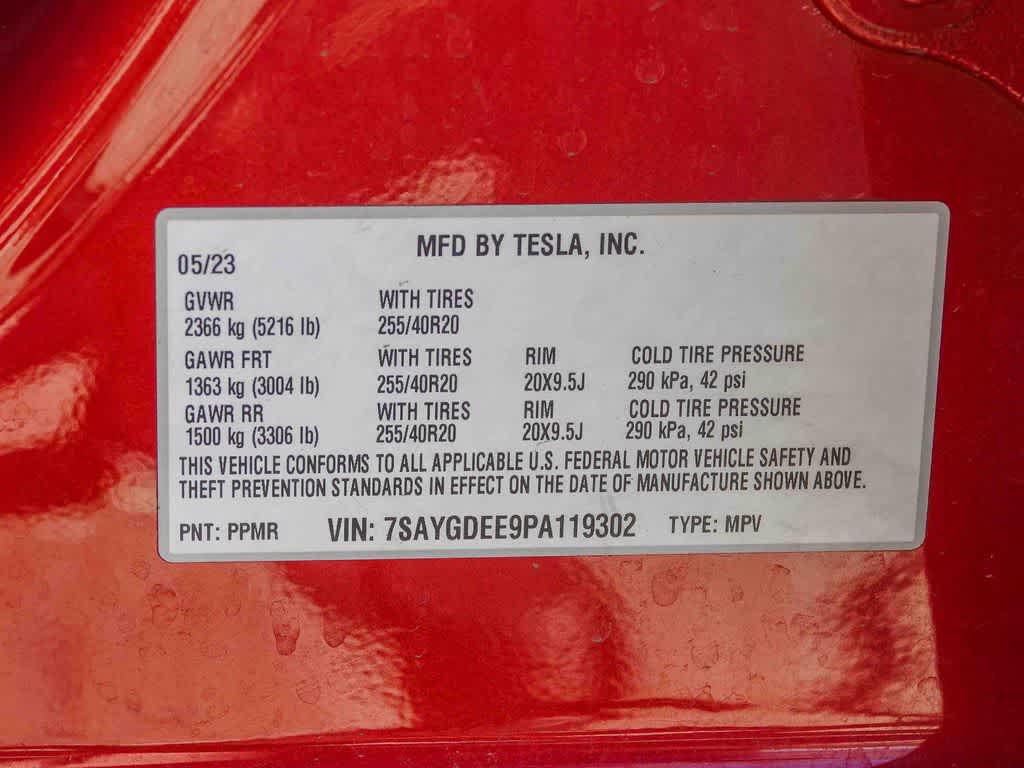 MFD BY TESLA, INC.
05/23
GVWR WITH TIRES
2366 kg (5216 lb) 255/40R20
GAWR FRT WITH TIRES RIM COLD TIRE PRESSURE
1363 kg (3004 lb) 255/40R20 20X9.5J 290 kPa, 42 psi
GAWR RR WITH TIRES RIM COLD TIRE PRESSURE
1500 kg (3306 lb) 255/40R20 20X9.5J 290 kPa, 42 psi
THIS VEHICLE CONFORMS TO ALL APPLICABLE U.S. FEDERAL MOTOR VEHICLE SAFETY AND
THEFT PREVENTION STANDARDS IN EFFECT ON THE DATE OF MANUFACTURE SHOWN ABOVE.
PNT: PPMR VIN: 7SAYGDEE9PA119302 TYPE: MPV